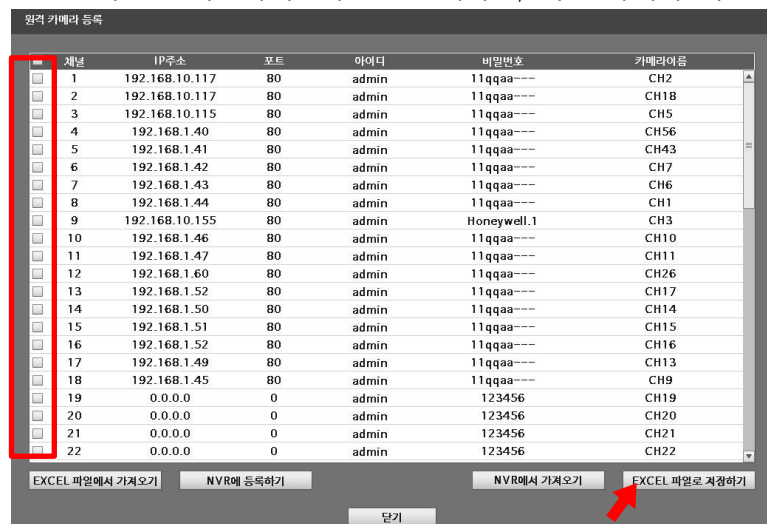 원격 카메라 등록
채널 IP주소 포트 아이디 비밀번호 카메라이름
1 192.168.10.117 80 admin 11qqaa--- CH2
2 192.168.10.117 80 admin 11qqaa--- CH18
3 192.168.10.115 80 admin 11qqaa--- CH5
4 192.168.1.40 80 admin 11qqaa--- CH56
5 192.168.1.41 80 admin 11qqaa--- CH43
6 192.168.1.42 80 admin 11qqaa--- CH7
7 192.168.1.43 80 admin 11qqaa--- CH6
8 192.168.1.44 80 admin 11qqaa--- CH1
9 192.168.10.155 80 admin Honeywell.1 CH3
10 192.168.1.46 80 admin 11qqaa--- CH10
11 192.168.1.47 80 admin 11qqaa--- CH11
12 192.168.1.60 80 admin 11qqaa--- CH26
13 192.168.1.52 80 admin 11qqaa--- CH17
14 192.168.1.50 80 admin 11qqaa--- CH14
15 192.168.1.51 80 admin 11qqaa--- CH15
16 192.168.1.52 80 admin 11qqaa--- CH16
17 192.168.1.49 80 admin 11qqaa--- CH13
18 192.168.1.45 80 admin 11qqaa--- CH9
19 0.0.0.0 0 admin 123456 CH19
20 0.0.0.0 0 admin 123456 CH20
21 0.0.0.0 0 admin 123456 CH21
22 0.0.0.0 0 admin 123456 CH22
EXCEL 파일에서 가져오기 NVR에 등록하기 NVR에서 가져오기 EXCEL 파일로 저장하기
닫기